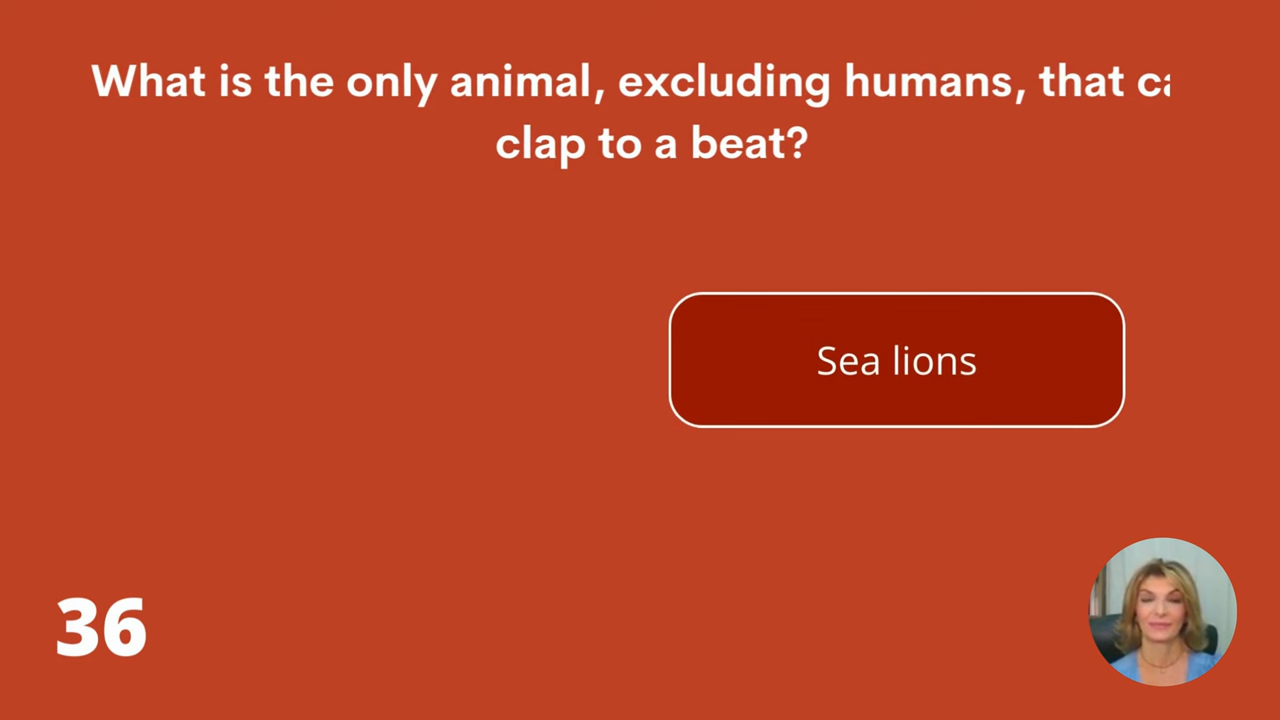 What is the only animal, excluding humans, that ca
clap to a beat?
Sea lions
36